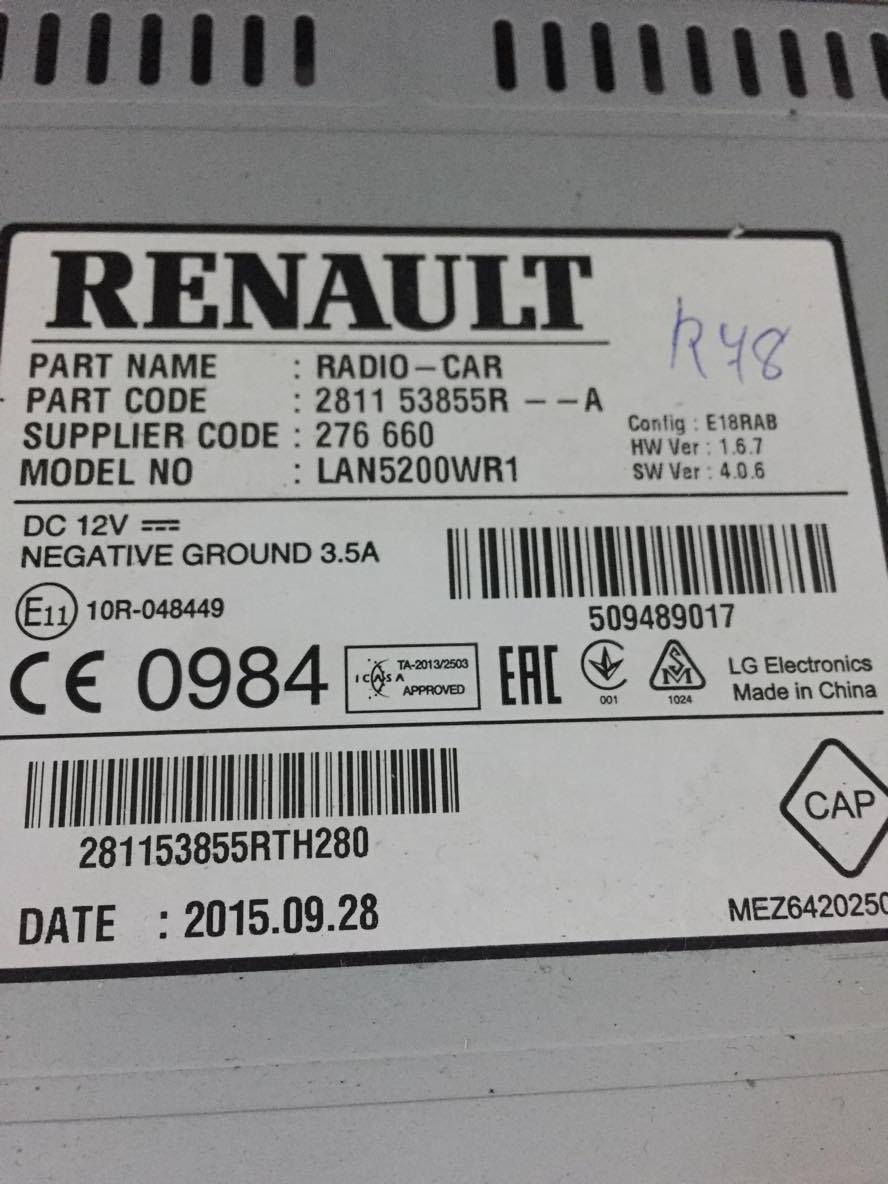 RENAULT
R48
PART NAME : RADIO-CAR
PART CODE : 2811 53855R --A
SUPPLIER CODE : 276 660
MODEL NO : LAN5200WR1
Config : E18RAB
HW Ver : 1.6.7
SW Ver : 4.0.6
DC 12V
NEGATIVE GROUND 3.5A
509489017
E11 10R-048449
CE 0984
ICASA
TA-2013/2503
APPROVED
EAC
001
SM
1024
LG Electronics
Made in China
281153855RTH280
CAP
DATE : 2015.09.28
MEZ6420250